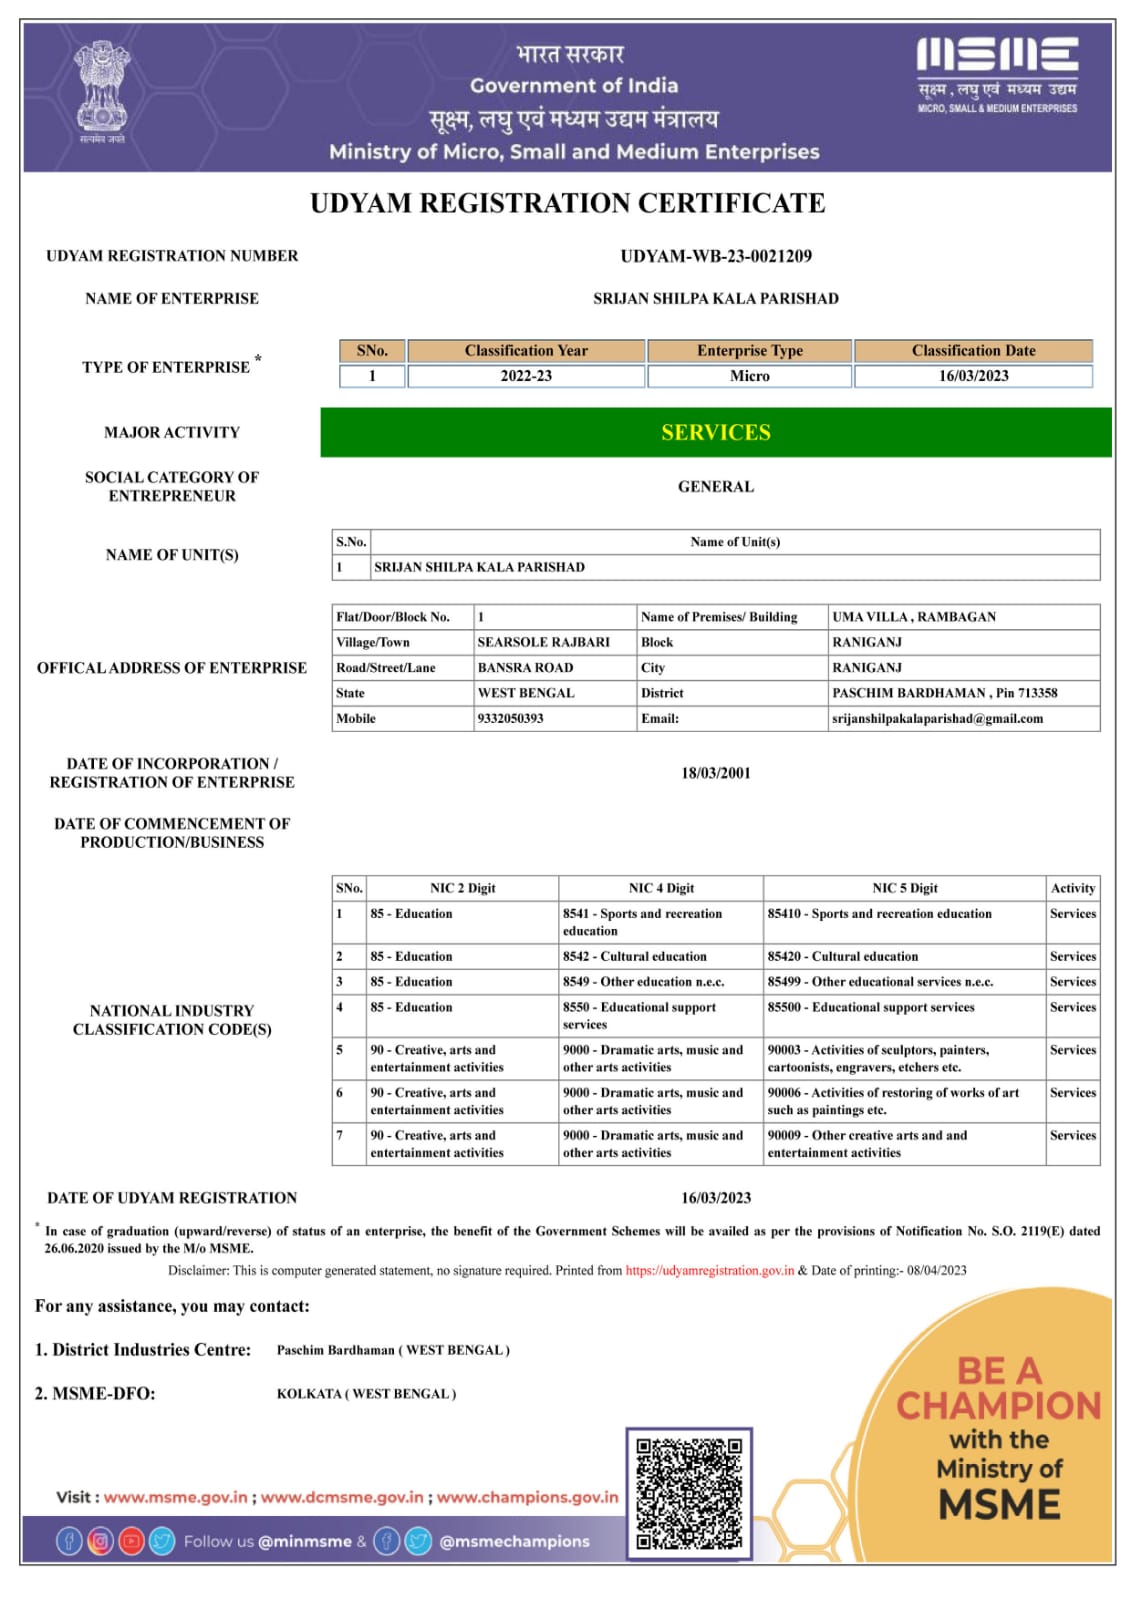 भारत सरकार
Government of India
सूक्ष्म, लघु एवं मध्यम उद्यम मंत्रालय
Ministry of Micro, Small and Medium Enterprises
सत्यमेव जयते
MSME
सूक्ष्म, लघु एवं मध्यम उद्यम
MICRO, SMALL & MEDIUM ENTERPRISES
UDYAM REGISTRATION CERTIFICATE
UDYAM REGISTRATION NUMBER UDYAM-WB-23-0021209
NAME OF ENTERPRISE SRIJAN SHILPA KALA PARISHAD
TYPE OF ENTERPRISE *
SNo. Classification Year Enterprise Type Classification Date
1 2022-23 Micro 16/03/2023
MAJOR ACTIVITY SERVICES
SOCIAL CATEGORY OF
ENTREPRENEUR
GENERAL
NAME OF UNIT(S)
S.No. Name of Unit(s)
1 SRIJAN SHILPA KALA PARISHAD
OFFICAL ADDRESS OF ENTERPRISE
Flat/Door/Block No. 1 Name of Premises/ Building UMA VILLA , RAMBAGAN
Village/Town SEARSOLE RAJBARI Block RANIGANJ
Road/Street/Lane BANSRA ROAD City RANIGANJ
State WEST BENGAL District PASCHIM BARDHAMAN , Pin 713358
Mobile 9332050393 Email: srijanshilpakalaparishad@gmail.com
DATE OF INCORPORATION /
REGISTRATION OF ENTERPRISE
18/03/2001
DATE OF COMMENCEMENT OF
PRODUCTION/BUSINESS
NATIONAL INDUSTRY
CLASSIFICATION CODE(S)
SNo. NIC 2 Digit NIC 4 Digit NIC 5 Digit Activity
1 85 - Education 8541 - Sports and recreation 85410 - Sports and recreation education Services
education
2 85 - Education 8542 - Cultural education 85420 - Cultural education Services
3 85 - Education 8549 - Other education n.e.c. 85499 - Other educational services n.e.c. Services
4 85 - Education 8550 - Educational support 85500 - Educational support services Services
services
5 90 - Creative, arts and 9000 - Dramatic arts, music and 90003 - Activities of sculptors, painters, Services
entertainment activities other arts activities cartoonists, engravers, etchers etc.
6 90 - Creative, arts and 9000 - Dramatic arts, music and 90006 - Activities of restoring of works of art Services
entertainment activities other arts activities such as paintings etc.
7 90 - Creative, arts and 9000 - Dramatic arts, music and 90009 - Other creative arts and and Services
entertainment activities other arts activities entertainment activities
DATE OF UDYAM REGISTRATION 16/03/2023
* In case of graduation (upward/reverse) of status of an enterprise, the benefit of the Government Schemes will be availed as per the provisions of Notification No. S.O. 2119(E) dated
26.06.2020 issued by the M/o MSME.
Disclaimer: This is computer generated statement, no signature required. Printed from https://udyamregistration.gov.in & Date of printing:- 08/04/2023
For any assistance, you may contact:
1. District Industries Centre: Paschim Bardhaman ( WEST BENGAL )
2. MSME-DFO: KOLKATA ( WEST BENGAL )
BE A
CHAMPION
with the
Ministry of
MSME
Visit : www.msme.gov.in ; www.dcmsme.gov.in ; www.champions.gov.in
Follow us @minmsme & @msmechampions